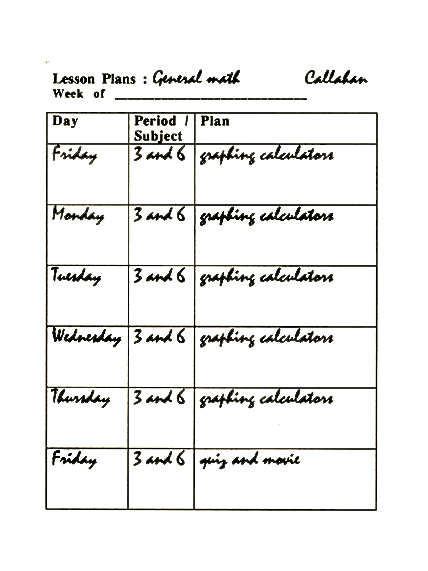 Lesson Plans : General math Callahan
Week of
Day Period / Plan
Subject
Friday 3 and 6 graphing calculators
Monday 3 and 6 graphing calculators
Tuesday 3 and 6 graphing calculators
Wednesday 3 and 6 graphing calculators
Thursday 3 and 6 graphing calculators
Friday 3 and 6 quiz and movie